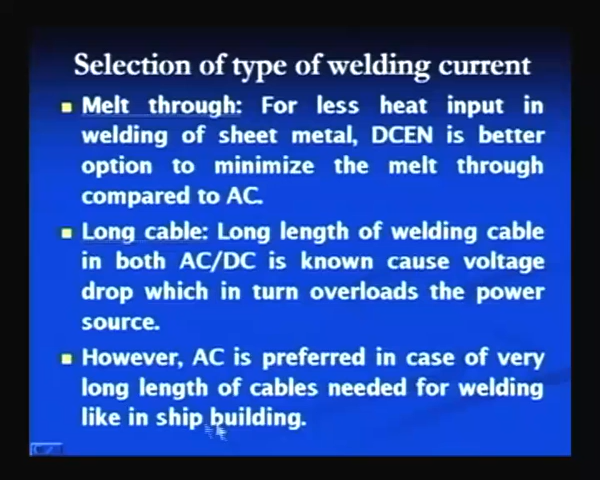 Selection of type of welding current
Melt through: For less heat input in
welding of sheet metal, DCEN is better
option to minimize the melt through
compared to AC.
Long cable: Long length of welding cable
in both AC/DC is known cause voltage
drop which in turn overloads the power
source.
However, AC is preferred in case of very
long length of cables needed for welding
like in ship building.